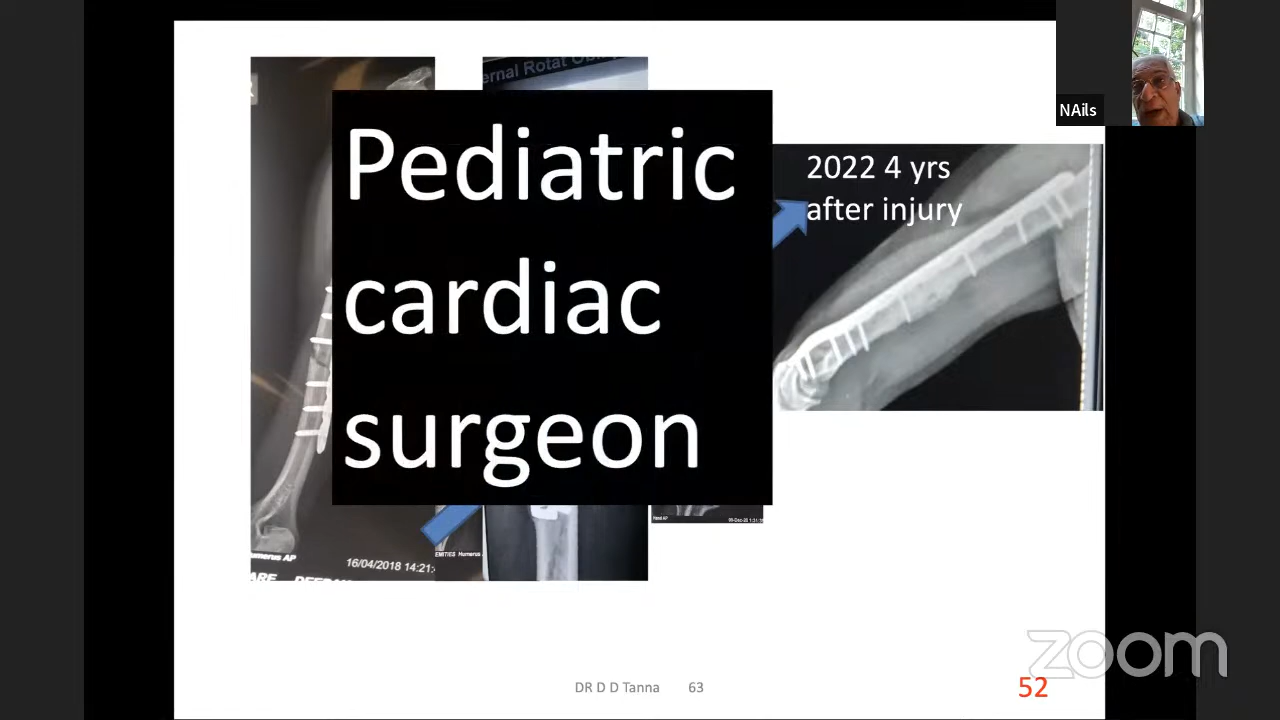 Pediatric
cardiac
surgeon
2022 4 yrs
after injury
NAils
Humerus
16/04/2018 14:21:
DR D D Tanna 63
52
zoom